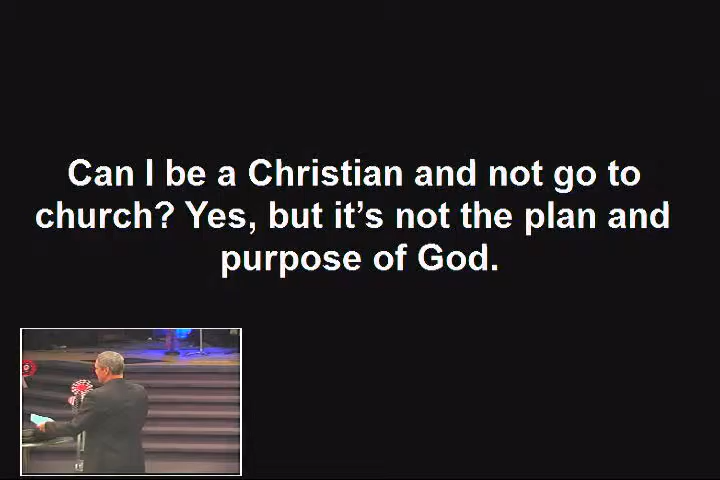 Can I be a Christian and not go to
church? Yes, but it’s not the plan and
purpose of God.